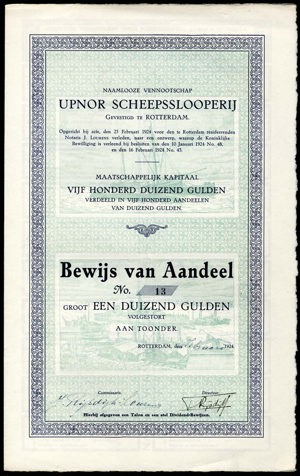 NAAMLOOZE VENNOOTSCHAP
UPNOR SCHEEPSSLOOPERIJ
GEVESTIGD TE ROTTERDAM.
Opgericht bij acte, den 25 Februari 1924 voor den te Rotterdam resideerenden
Notaris J. LOUWENS verleden, naar een ontwerp, waarop de Koninklijke
Bewilliging is verleend bij besluiten van den 10 Januari 1924 No. 48,
en den 16 Februari 1924 No. 43.
MAATSCHAPPELIJK KAPITAAL
VIJF HONDERD DUIZEND GULDEN
VERDEELD IN VIJF HONDERD AANDEELEN
VAN DUIZEND GULDEN.
Bewijs van Aandeel
No. 13
GROOT EEN DUIZEND GULDEN
VOLGESTORT
AAN TOONDER.
ROTTERDAM, den 1924
Commissaris: Directeur:
Hierbij afgegeven een Talon en een stel Dividend-Bewijzen.